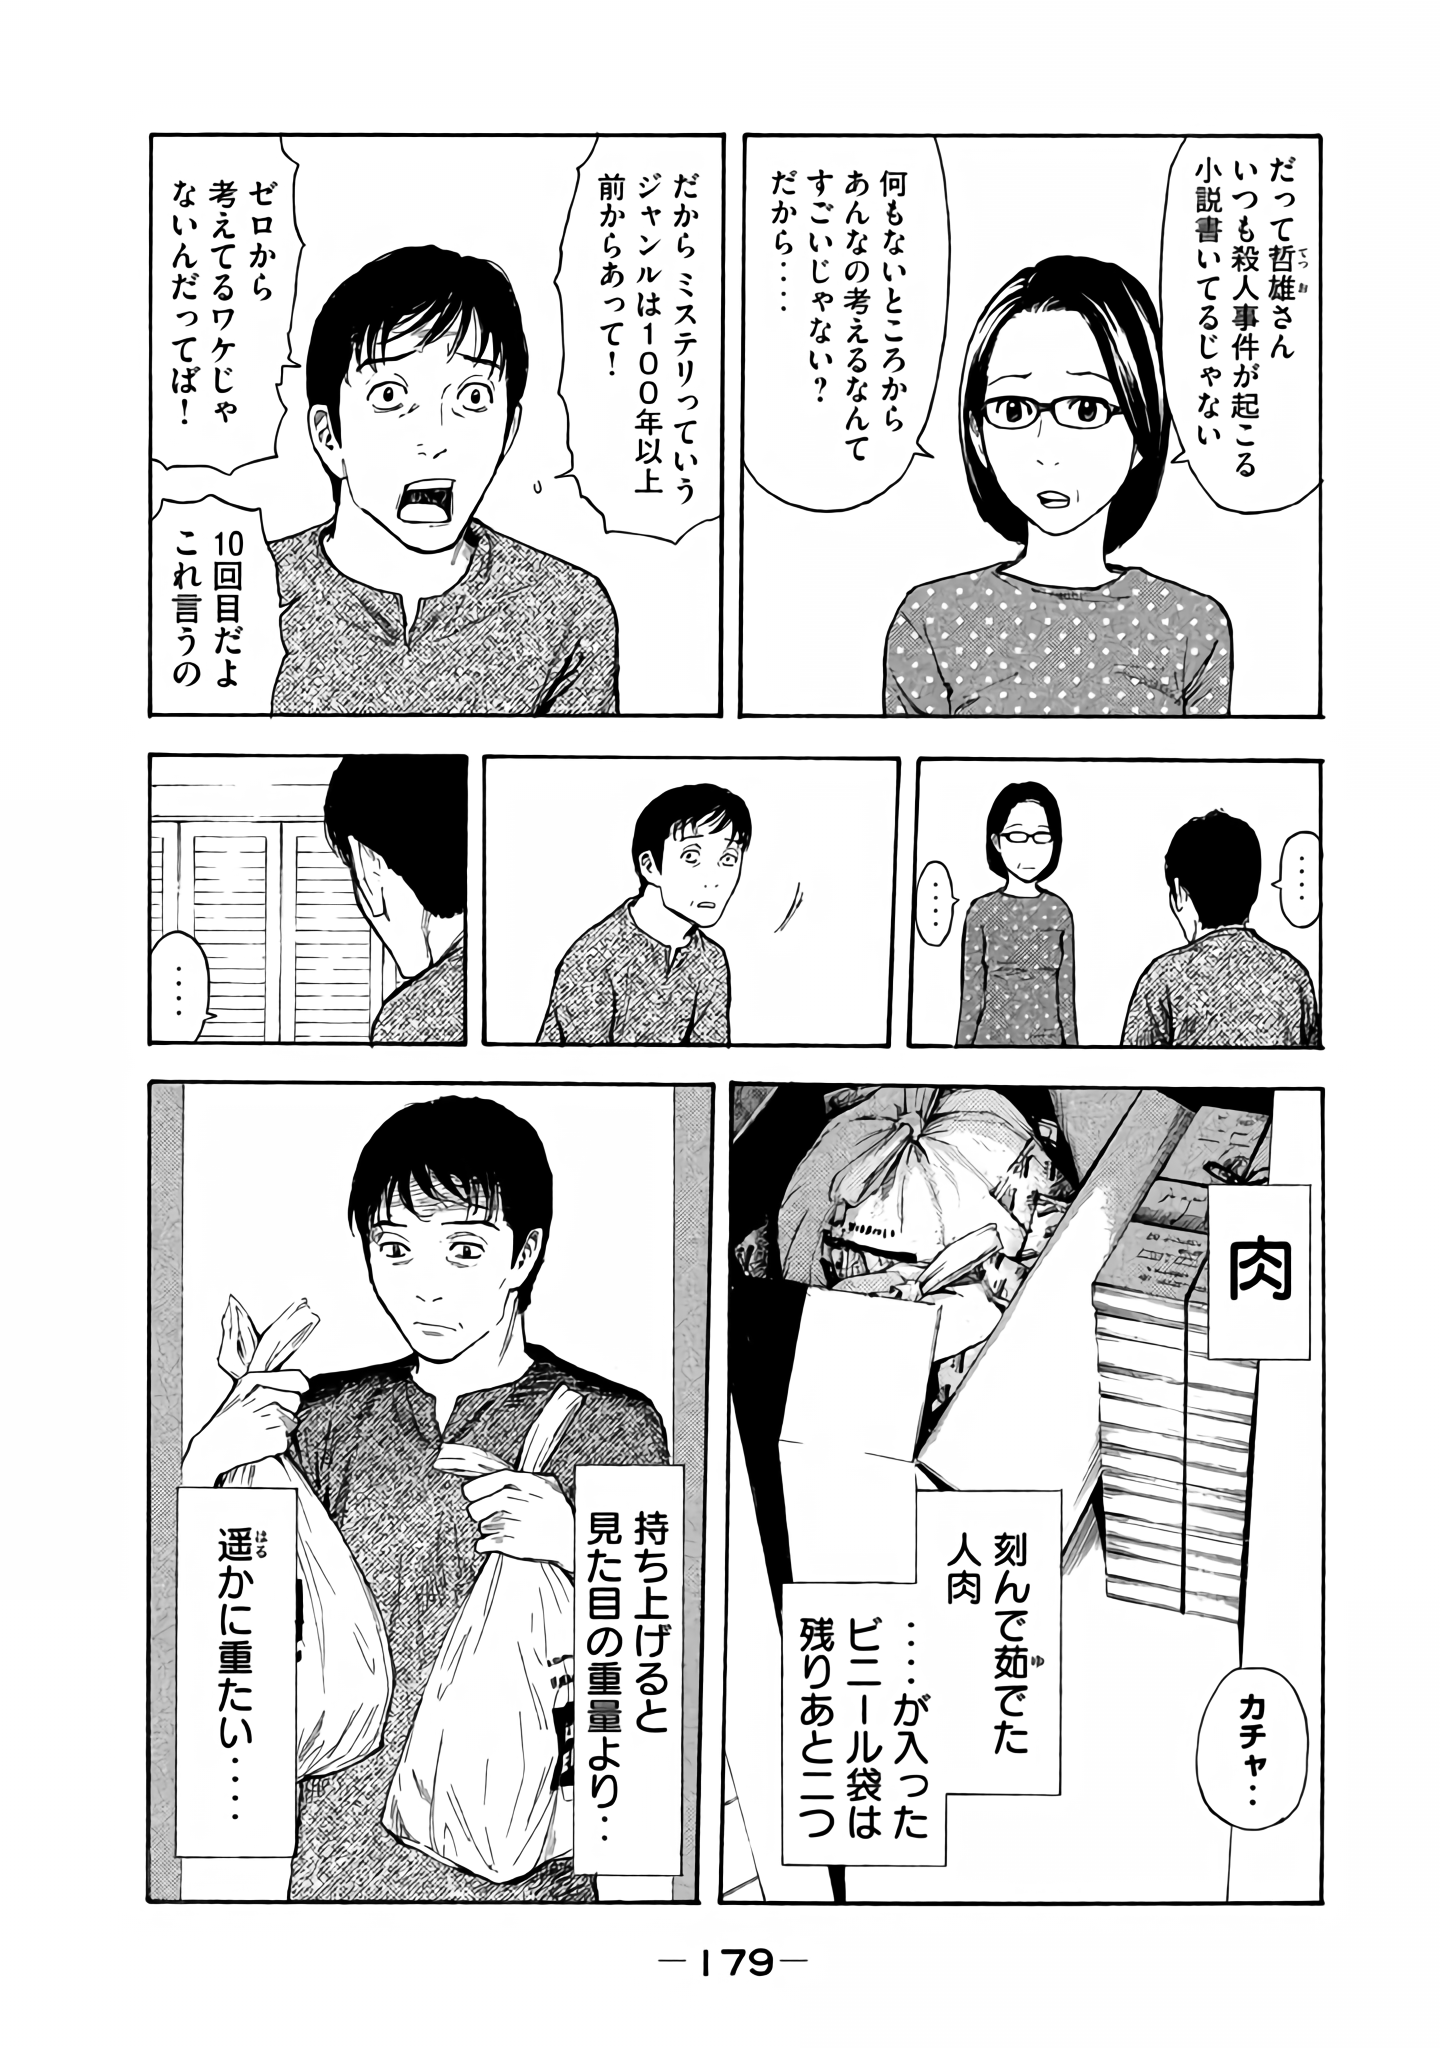 だって哲雄さん
いつも殺人事件が起こる
小説書いてるじゃない
てつお
何もないところから
あんなの考えるなんて
すごいじゃない?
だから‥‥
だからミステリっていう
ジャンルは100年以上
前からあって!
ゼロから
考えてるワケじゃ
ないんだってば!
10回目だよ
これ言うの
‥‥
‥‥
‥‥
肉
刻んで茹でた
ゆ
人肉
‥‥が入った
ビニール袋は
残りあと二つ
カチャ‥
持ち上げると
見た目の重量より‥
遥かに重たい‥‥
はる
—179—